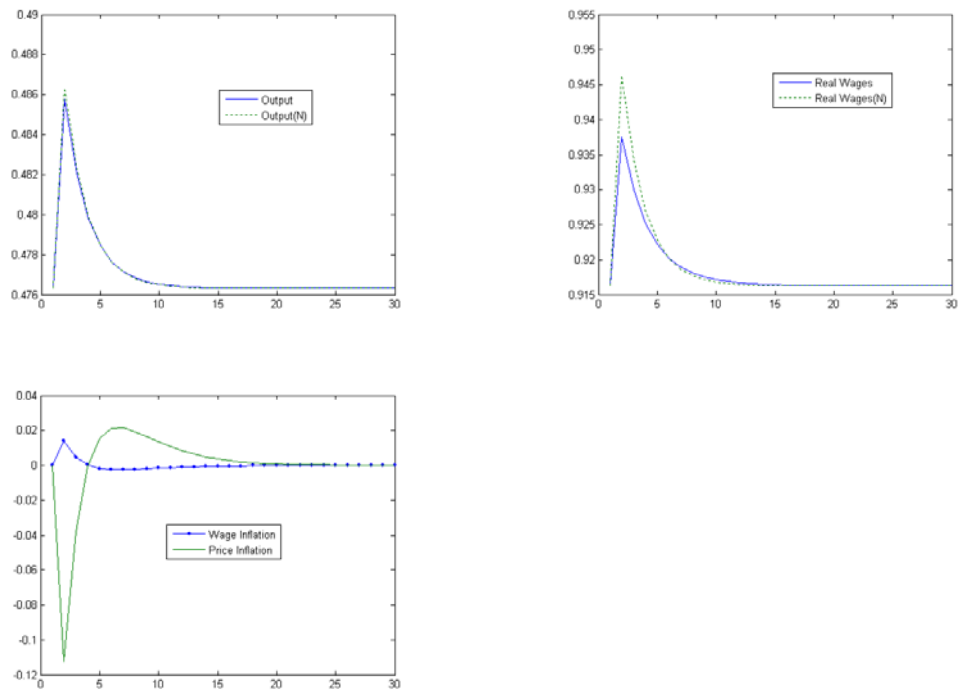 0.49
0.488
0.486
0.484
0.482
0.48
0.478
0.476
0 5 10 15 20 25 30
Output
Output(N)
0.955
0.95
0.945
0.94
0.935
0.93
0.925
0.92
0.915
0 5 10 15 20 25 30
Real Wages
Real Wages(N)
0.04
0.02
0
-0.02
-0.04
-0.06
-0.08
-0.1
-0.12
0 5 10 15 20 25 30
Wage Inflation
Price Inflation